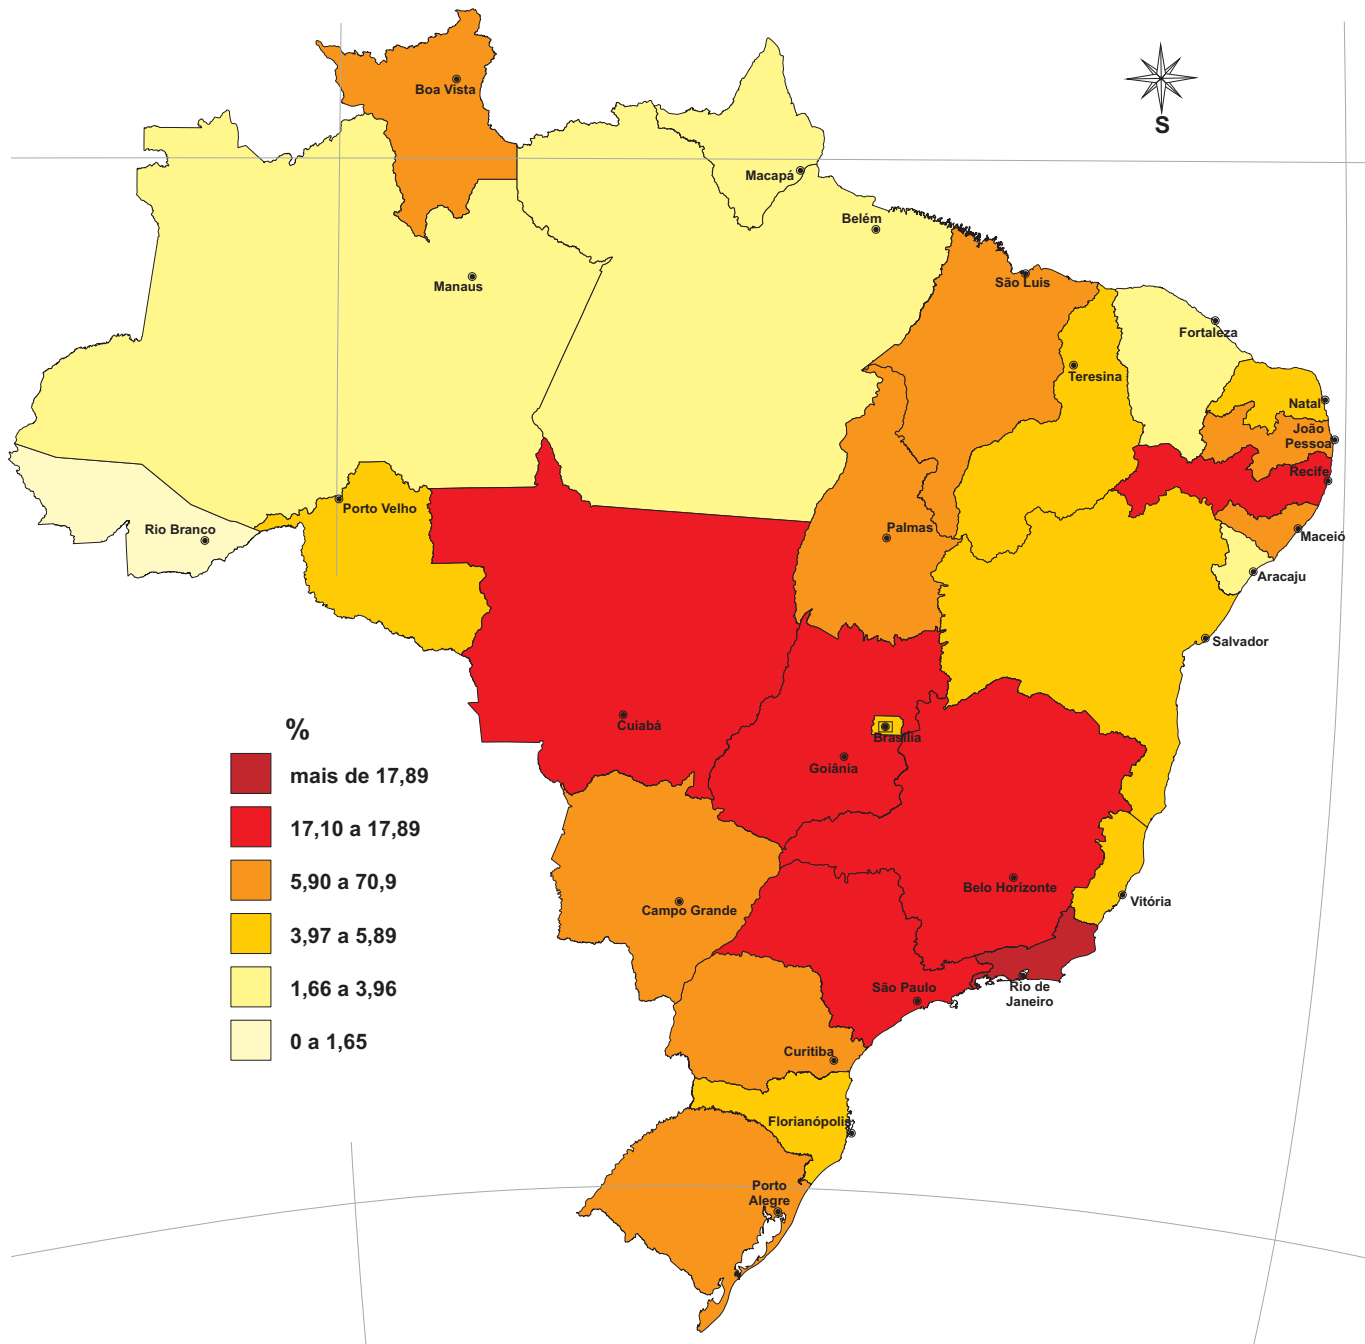 Boa Vista
S
Macapá
Belém
Manaus
São Luis
Fortaleza
Teresina
Natal
João
Pessoa
Recife
Porto Velho
Rio Branco
Palmas
Maceió
Aracaju
Salvador
Cuiabá
Brasília
Goiânia
%
mais de 17,89
17,10 a 17,89
5,90 a 70,9
3,97 a 5,89
1,66 a 3,96
0 a 1,65
Belo Horizonte
Vitória
Campo Grande
São Paulo
Rio de
Janeiro
Curitiba
Florianópolis
Porto
Alegre